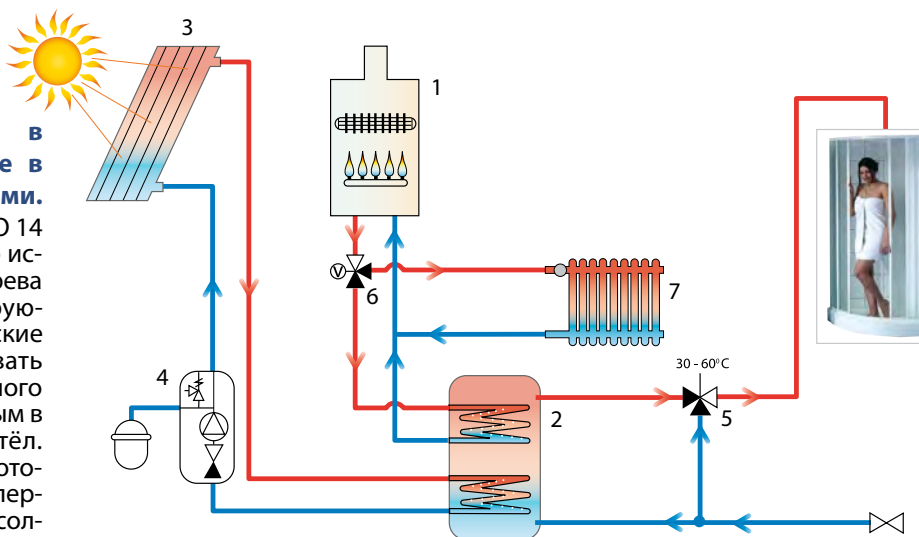 в
е в
ми.
О 14
ис-
рева
рую-
ские
вать
ного
ым в
тёл.
ото-
пер-
сол-
3
1
V
6
7
4
30 - 60°C
2
5